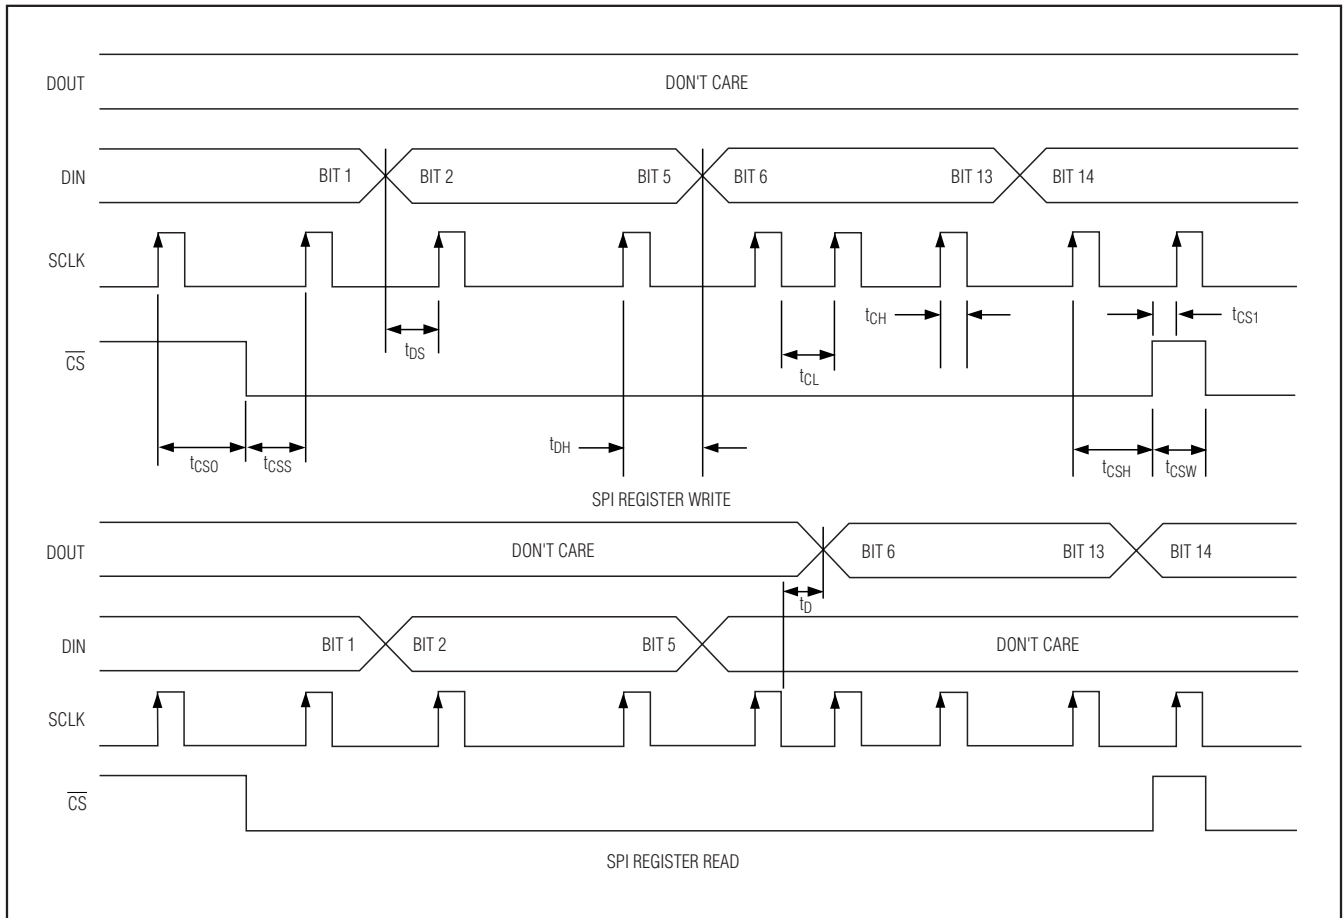 DOUT DON'T CARE
DIN BIT 1 BIT 2 BIT 5 BIT 6 BIT 13 BIT 14
SCLK
tCH tCS1
CS tDS tCL
tDH
tCSO tCSS tCSH tCSW
SPI REGISTER WRITE
DOUT DON'T CARE BIT 6 BIT 13 BIT 14
tD
DIN BIT 1 BIT 2 BIT 5 DON'T CARE
SCLK
CS
SPI REGISTER READ